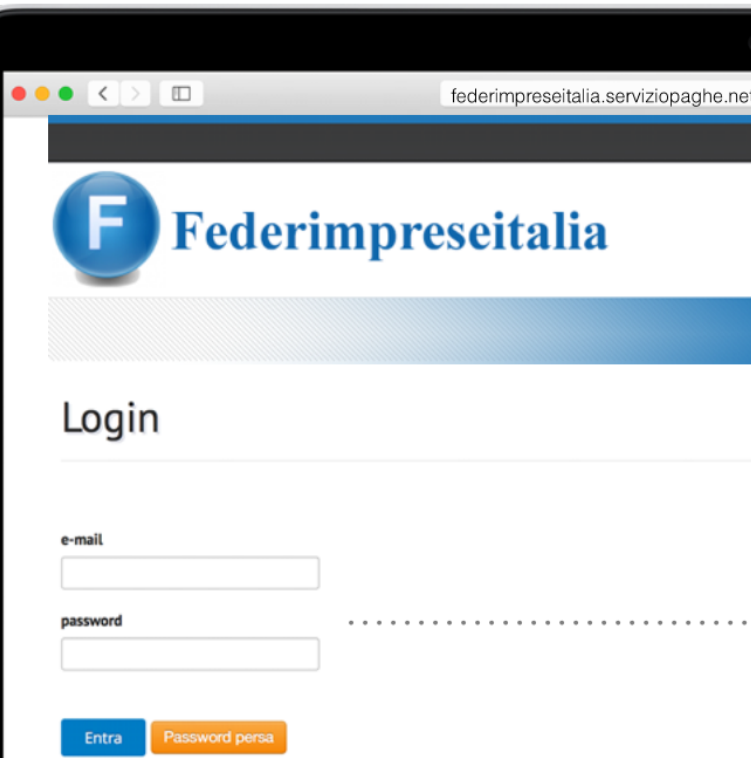 federimpreseitalia.serviziopaghe.net
F Federimpreseitalia
Login
e-mail
password
Entra Password persa